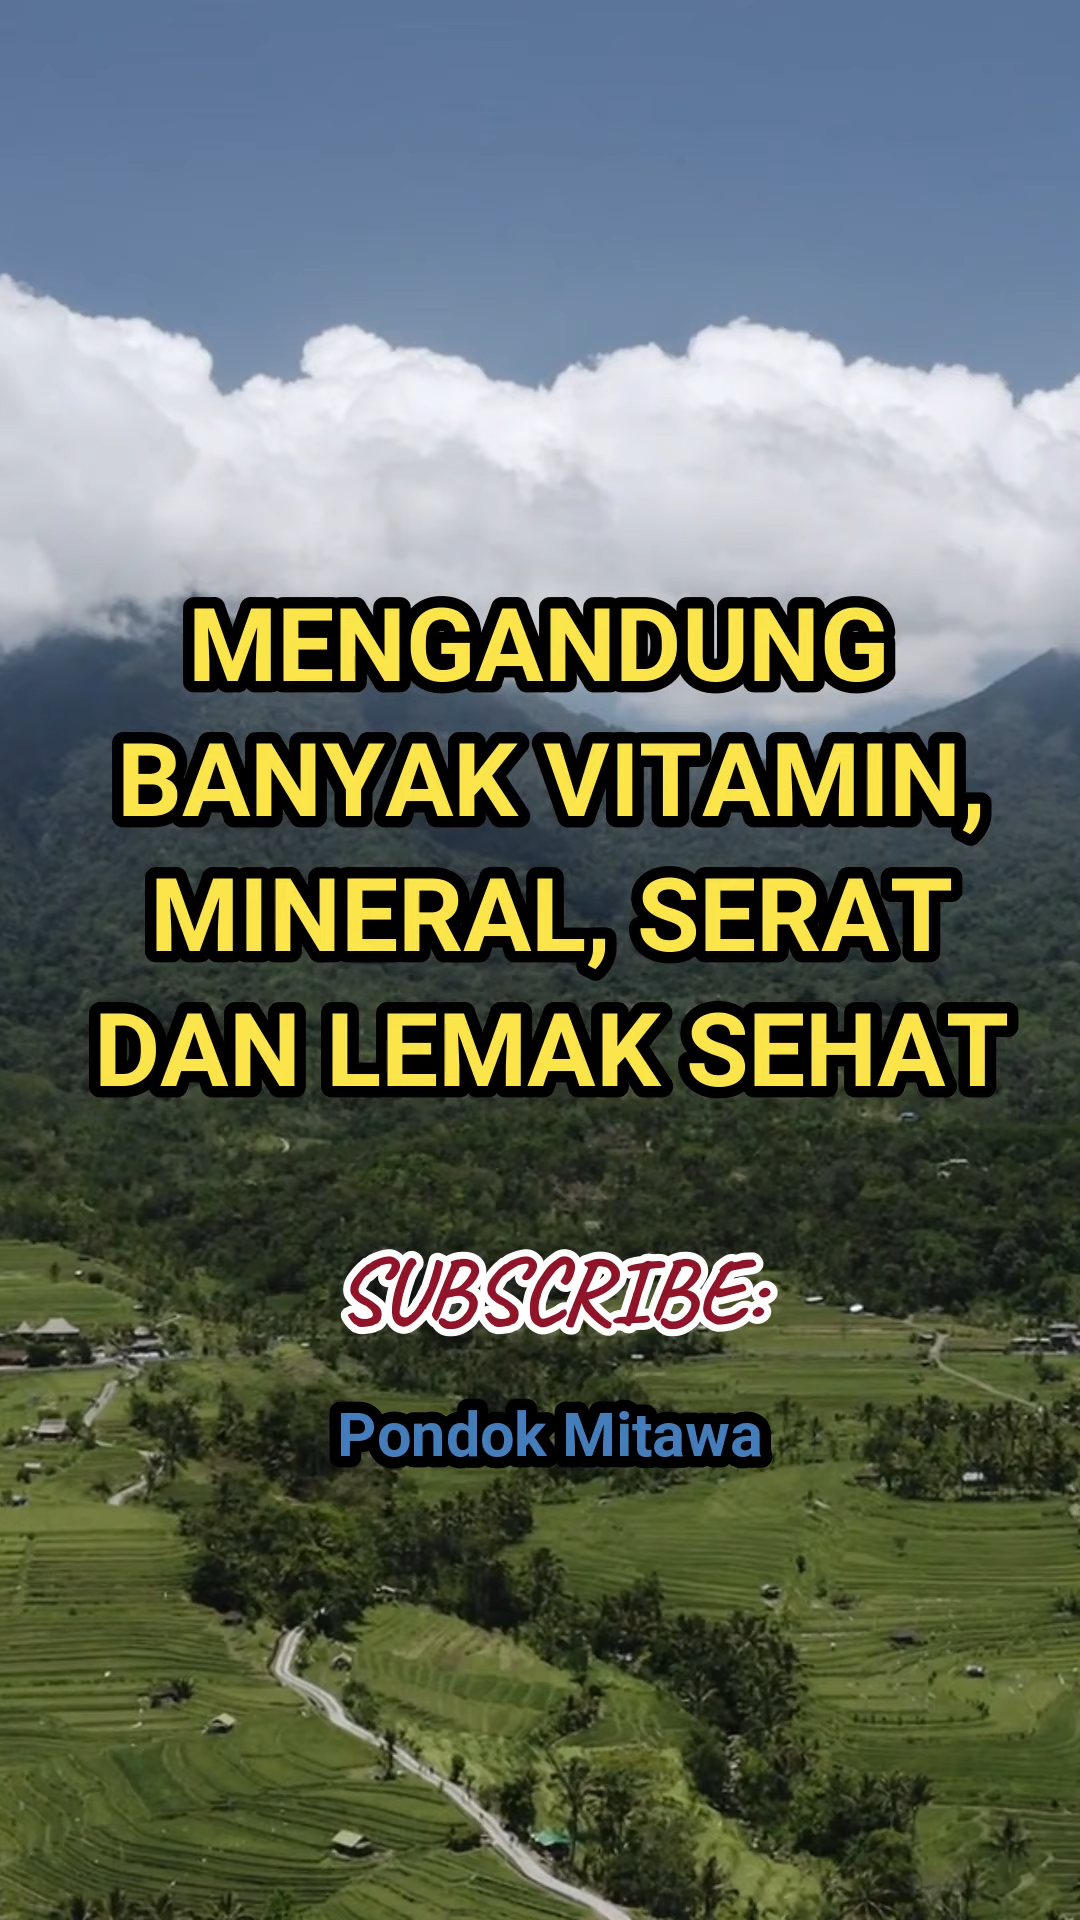 MENGANDUNG
BANYAK VITAMIN,
MINERAL, SERAT
DAN LEMAK SEHAT
SUBSCRIBE:
Pondok Mitawa